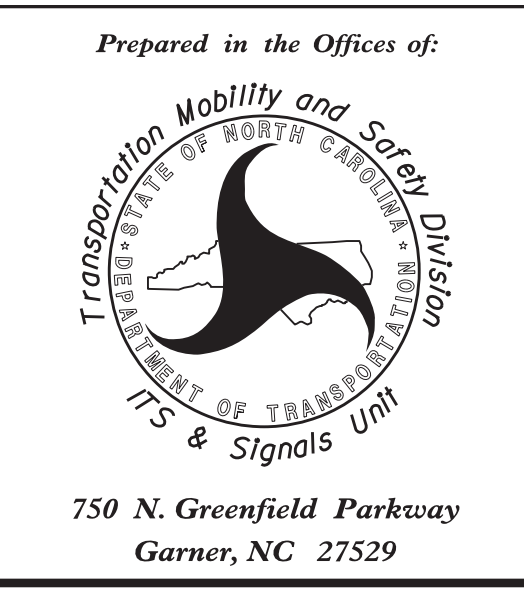 Prepared in the Offices of:
Transportation Mobility and Safety Division
STATE OF NORTH CAROLINA
DEPARTMENT OF TRANSPORTATION
ITS & Signals Unit
750 N. Greenfield Parkway
Garner, NC 27529